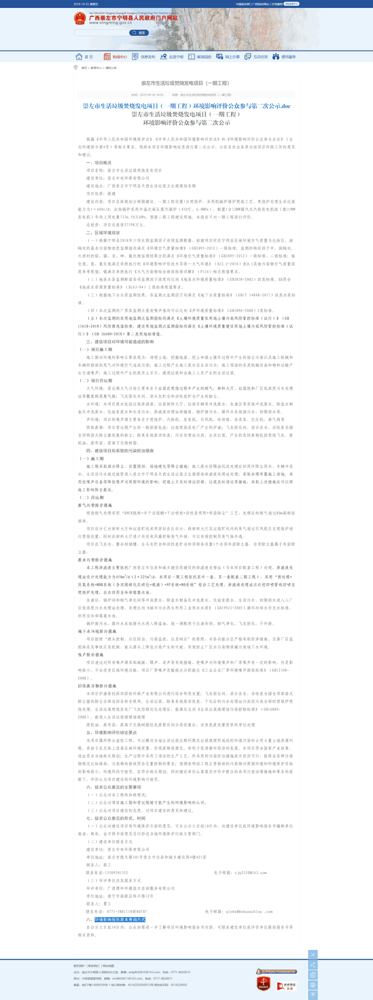 2019-10-25 星期五
中国政府网 | 广西政府网站 | 市党建网
广西崇左市宁明县人民政府门户网站
www.ningming.gov.cn
搜索
首 页 新闻中心 信息发布 走进宁明 解读回应 网上办事 互动交流 便民服务
首页 > 新闻中心 > 通知公告
崇左市生活垃圾焚烧发电项目（一期工程）
时间：2019-09-26 16:56 来源：崇左市生活垃圾焚烧发电项目（一期工程）
崇左市生活垃圾焚烧发电项目（一期工程）环境影响评价公众参与第二次公示.doc
崇左市生活垃圾焚烧发电项目（一期工程）
环境影响评价公众参与第二次公示
根据《中华人民共和国环境保护法》《中华人民共和国环境影响评价法》和《环境影响评价公众参与办法》（生
态环境部令第4号）等相关要求，现将本项目环境影响信息进行第二次公示，以征求社会各界对该项目环保工作的意见
和建议。
一、项目概况
项目名称：崇左市生活垃圾焚烧发电项目
建设单位：崇左中电环保有限公司
建设地点：广西崇左市宁明县天西生活垃圾卫生填埋场东侧
项目性质：新建
建设内容：项目总体规划分两期建设。一期工程设置1台焚烧炉，采用机械炉排炉焚烧工艺，焚烧炉处理生活垃圾
能力为1×600t/d；余热锅炉采用中温次高压蒸汽锅炉（450℃，6.4MPa），配置1台12MW凝汽式汽轮发电机组（配15MW
发电机）年均上网电量7336.50万kWh。预留二期工程建设用地。本报告只对一期工程进行评价。
总投资：项目总投资27598万元。
二、区域环境现状
（一）根据宁明县2018年六项长期监测因子连续监测数据，拟建项目所在宁明县区域环境空气质量为达标区。陇
电的基本污染物浓度监测值均满足《环境空气质量标准》（GB3095-2012）一级标准；监测的特征因子中，
天西村的铅、镉、汞、砷、氟化物监测结果分别满足《环境空气质量标准》（GB3095-2012）一级标准、二级标准；硫
化氢、氨、氯化氢满足参照执行的《环境影响评价技术导则—大气环境》（HJ2.2-2018）表D.1其他污染物空气质量浓
度参考限值；镍满足参照执行《大气污染物综合排放标准详解》（P124）相关限值要求。
（二）地表水各监测断面各项监测因子浓度均达到《地表水环境质量标准》（GB3838-2002）Ⅲ类标准，SS符合
《地表水资源质量标准》（SL63-94）三级标准限值要求。
（三）根据地下水水质监测结果，各监测点监测因子均满足《地下水质量标准》（GB/T 14848-2017）Ⅲ类水质标
准。
（四）本次监测的厂界各监测点昼夜噪声值均可以达到《声环境质量标准》（GB3096-2008）2类标准。
（五）本次监测的农用地监测点监测指标均满足《土壤环境质量农用地土壤污染风险管控标准（试行）》（GB
15618-2018）风险筛选值标准，建设用地监测点监测指标均满足《土壤环境质量建设用地土壤污染风险管控标准（试
行）》（GB 36600-2018）第二类用地标准值。
三、建设项目对环境可能造成的影响
（一）项目施工期
施工期对环境的影响主要表现为：清理土地、挖掘地基、挖土和填土操作过程中产生的扬尘污染以及施工机械和
车辆所排放的尾气对环境空气造成污染；施工过程产生施工废水及生活污水；施工现场的各类机械设备和物料运输产
生交通噪声；施工过程中产生的废弃土石方、建筑垃圾和由施工人员产生的生活垃圾。
（二）项目营运期
大气环境：营运期大气污染主要来自于垃圾在焚烧过程中产生的烟气；卸料大厅、垃圾坑和厂区低浓度污水处理
站等散发的恶臭气体；飞灰固化车间、消石灰贮仓和活性炭贮仓产生的粉尘。
水环境：本项目废水包括垃圾渗滤液、垃圾卸料大厅、垃圾车辆等冲洗废水、灰渣区等其他冲洗废水、除盐水制
备反冲洗废水、化验室废水和生活污水、渗滤液处理站浓缩液、锅炉排污水、循环水系统排污水、初期雨水等。
声环境：项目的噪声源主要来自于焚烧炉、汽轮机、发电机、引风机、冷却塔、各类泵、空压机、排气阀等
固体废物：项目营运期产生的一般固废包括：垃圾焚烧发电厂产生的炉渣；飞灰固化间、消石灰仓、活性炭仓储
仓顶部袋式除尘器收集的粉尘；除臭系统废活性炭；污水处理站污泥；生活垃圾。产生的危险废物包括焚烧飞灰、废
机油、废布袋、废离子交换树脂。
四、建设项目拟采取的污染防治措施
（一）施工期
施工期采取洒水降尘、设置围挡、场地硬化等降尘措施；施工废水经隔油沉淀处理后回用作降尘用水、车辆冲洗
水，生活活污水就近接管进入崇左市宁明县天西生活垃圾卫生填埋场渗滤液处理站处理；采取合理布置施工场地、采
用低噪声设备等降低噪声对周围环境的影响；挖填土方及时清运回填、垃圾及时清运等措施，采取上述措施后可以将
施工影响降至最低。
（二）营运期
废气污染防治措施
焚烧烟气处理采用“SNCR脱硝+半干法脱酸+干法喷射+活性炭吸附+布袋除尘”工艺，处理后的烟气通过80m高烟囱
排放。
项目设计已对卸料大厅和垃圾贮坑采用密封负压设计，将卸料大厅及垃圾贮坑内的臭气通过引风机引至焚烧炉进
行焚烧处置，同时在卸料大厅进口处设有风幕控制臭气外泄，可以有效控制恶臭气体外逸。
项目在飞灰仓、螯合剂储槽、生石灰贮仓和活性炭贮仓的顶部各设置1个仓顶布袋除尘器，仓顶除尘器属于布袋除
尘器。
废水污染防治措施
本工程渗滤液主要依托广西崇左市住房和城乡建设局建设的渗滤液处理站（为本项目配套工程）处理，渗滤液处
理站设计处理能力为450m³/d（2×225m³/d，本项目一期工程依托其中一套，另一套配套二期工程），采用“预处理+
厌氧系统+MBR系统（含双级硝化反硝化+超滤）+NF系统+RO系统”组合工艺处理，渗滤液处理站浓液经回喷管线回喷至
焚烧炉处理，出水回用至冷却塔集水池。
灰渣区、锅炉间和烟气净化间等冲洗废水、除盐水制备反冲洗废水、化验室废水、生活污水、初期雨水进入入厂
区低浓度污水处理站处理，处理达到《城市污水再生利用工业用水水质》（GB19923-2005）循环冷却水补充水标准，
回用至冷却塔集水池。
锅炉排污水、循环水系统排污水进入降温池，统一调配用于出渣冷却、烟气净化、飞灰固化，不外排。
地下水环境防污措施
项目按照“源头控制、分区防治、污染监控、应急响应”的原则，对各功能分区严格采取防渗措施，完善厂区监
控体系及事故应急机制，能从源头上降低污染产生的可能，有效防止厂区水污染物渗漏污染地下水环境。
噪声防治措施
项目通过对所有噪声源采取减振、隔声、消声等有效措施，使噪声对环境噪声和厂界噪声有一定的影响，但是影
响较小，不会改变区域环境功能，项目厂界噪声及敏感点分别能达《工业企业厂界环境噪声排放标准》（GB12348-
2008）。
固体废弃物防污措施
本项目炉渣委托深圳深恒环保产业有限公司进行综合利用处置；飞灰固化间、消石灰仓、活性炭仓储仓顶部袋式
除尘器的除尘全部返回各料仓使用；生活垃圾、除臭系统废活性炭、干化后的污水处理站污泥经污泥全部回焚烧炉焚
烧处理。生活垃圾焚烧发电厂飞灰经稳定化处理后，能满足达到《生活垃圾填埋场污染控制标准》（GB16889-
2008），能进入生活垃圾填埋场填埋
废机油、废布袋、废离子交换树脂经危废暂存间分类收集后，送有危废处置资质的单位处理
五、环境影响评价结论要点
本项目属环保公益性工程，可以解决当地生活垃圾出路问题及垃圾填埋所造成的环境污染和占用大量土地资源问
题，有助于在总体上改善区域环境质量，实现废物资源化，有利于促进循环经济的发展。本项目符合国家产业政策，
选址符合当地相关规划；生产过程中采用了清洁的生产工艺，所采用的污染防治措施技术经济可行，能保证各种污染
物稳定达标排放，污染物的排放符合总量控制的要求；预测表明该工程正常排放的污染物对周围环境和环境保护目标
的影响较小，环境风险可接受。在符合相关规划，同时建设单位认真落实评价中提出的各项污染治理措施和要求的前
提下，评价认为项目建设的环境影响可接受。
六、征求公众意见的主要事项
（一）公众对本工程的知晓情况；
（二）公众对项目施工期和营运期境可能产生的环境影响的认识；
（三）公众对项目建设的态度、对项目建设的意见和建议。
七、征求公众意见的形式、时间
（一）公众对建设项目有环境保护方面的意见，可自公示之日起10日内，向建设单位或环境影响报告书编制单位
致函、致电，也可将书面意见另行抄送当地环境保护行政主管部门。
（二）建设单位联系方式
建设单位：崇左中电环保有限公司
单位地址：崇左市德天路101号崇左市住房和城乡建设局4楼421室
联系人：蔡工
联系电话:13509501352 电子邮箱：cjq2520@163.com
（三）环评单位及其联系方式
环评单位：广西博环环境技术咨询服务有限公司
单位地址：南宁市高新区科兴路12号
联系人：覃工
联系电话：0771-5881118转80707 电子邮箱：qinbx@bohuanchina .com
八、环境影响报告简本查询方式
自公示之日起10日内，公众如需进一步了解项目环境影响报告书内容，可联系建设单位或评价单位提供报告书等
相关资料。
版权保护 | 联系我们 | 网站地图
主办：崇左市宁明县人民政府办公室，邮箱：wdg8620610@163.com，电话：0771-8620610
承办：宁明县委宣传部，邮箱：nm8620671@163.com，电话：0771-8620671
备案：桂ICP备14008100号-1 桂公网安备：45142202000012号 网站标识码：4514220002
政府网站
找错